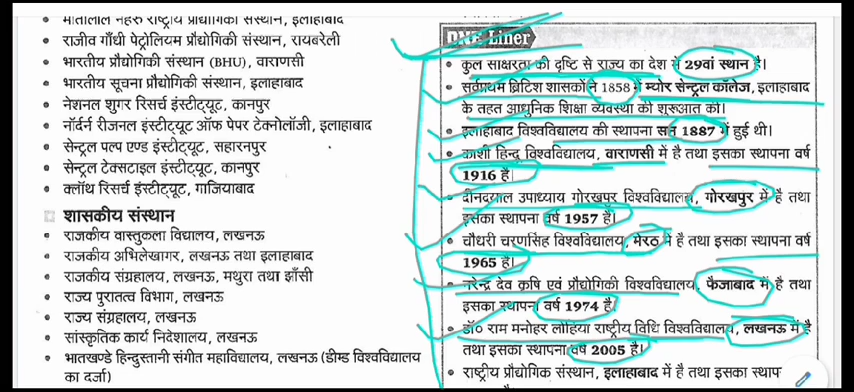 मोतीलाल नेहरु राष्ट्रीय प्रौद्योगिकी संस्थान, इलाहाबाद
राजीव गाँधी पेट्रोलियम प्रौद्योगिकी संस्थान, रायबरेली
भारतीय प्रौद्योगिकी संस्थान (BHU), वाराणसी
भारतीय सूचना प्रौद्योगिकी संस्थान, इलाहाबाद
नेशनल शुगर रिसर्च इंस्टीट्यूट, कानपुर
नॉर्दर्न रीजनल इंस्टीट्यूट ऑफ पेपर टेक्नोलॉजी, इलाहाबाद
सेन्ट्रल पल्प एण्ड इंस्टीट्यूट, सहारनपुर
सेन्ट्रल टेक्सटाइल इंस्टीट्यूट, कानपुर
क्लॉथ रिसर्च इंस्टीट्यूट, गाजियाबाद
शासकीय संस्थान
राजकीय वास्तुकला विद्यालय, लखनऊ
राजकीय अभिलेखागर, लखनऊ तथा इलाहाबाद
राजकीय संग्रहालय, लखनऊ, मथुरा तथा झाँसी
राज्य पुरातत्व विभाग, लखनऊ
राज्य संग्रहालय, लखनऊ
सांस्कृतिक कार्य निदेशालय, लखनऊ
भातखण्डे हिन्दुस्तानी संगीत महाविद्यालय, लखनऊ (डीम्ड विश्वविद्यालय
का दर्जा)
One Liner
कुल साक्षरता की दृष्टि से राज्य का देश में 29वां स्थान है।
सर्वप्रथम ब्रिटिश शासकों ने 1858 में म्योर सेन्ट्रल कॉलेज, इलाहाबाद
के तहत आधुनिक शिक्षा व्यवस्था की शुरूआत की।
इलाहाबाद विश्वविद्यालय की स्थापना सन 1887 में हुई थी।
काशी हिन्दू विश्वविद्यालय, वाराणसी में है तथा इसका स्थापना वर्ष
1916 है।
दीनदयाल उपाध्याय गोरखपुर विश्वविद्यालय, गोरखपुर में है तथा
इसका स्थापना वर्ष 1957 है।
चौधरी चरणसिंह विश्वविद्यालय, मेरठ में है तथा इसका स्थापना वर्ष
1965 है।
नरेन्द्र देव कृषि एवं प्रौद्योगिकी विश्वविद्यालय, फैजाबाद में है तथा
इसका स्थापना वर्ष 1974 है।
डॉ० राम मनोहर लोहिया राष्ट्रीय विधि विश्वविद्यालय, लखनऊ में है
तथा इसका स्थापना वर्ष 2005 है।
राष्ट्रीय प्रौद्योगिक संस्थान, इलाहाबाद में है तथा इसका स्थाप